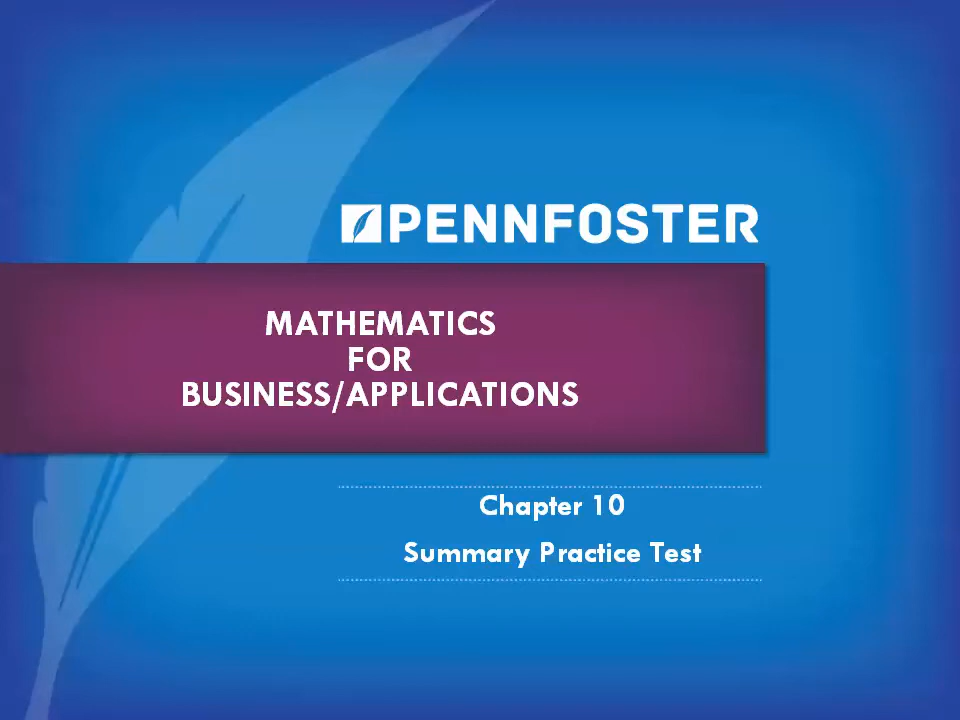 PENNFOSTER
MATHEMATICS
FOR
BUSINESS/APPLICATIONS
Chapter 10
Summary Practice Test